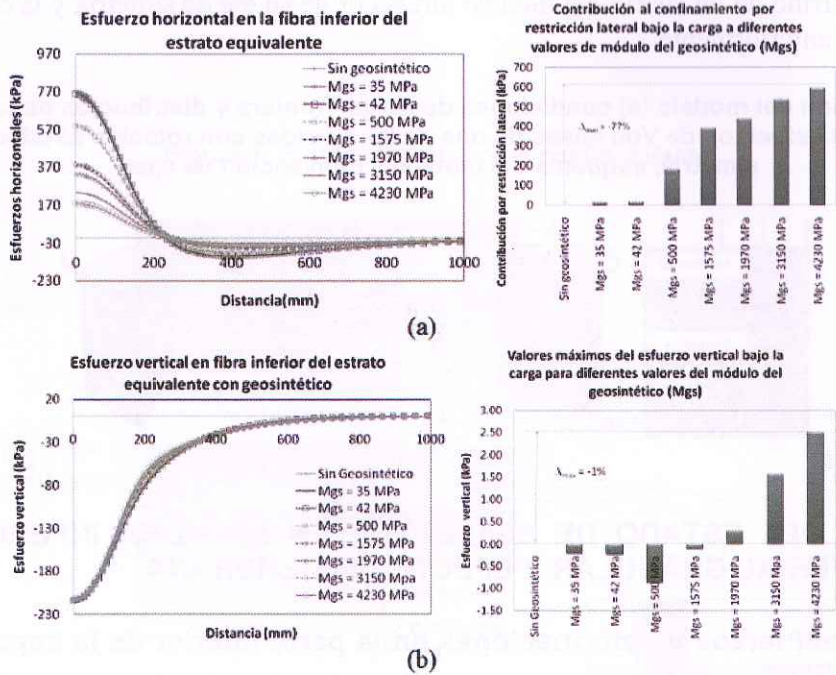 Esfuerzo horizontal en la fibra inferior del
estrato equivalente
Esfuerzos horizontales (kPa)
970
770
570
370
170
-30
-230
0
200
400
600
800
1000
Distancia(mm)
Sin geosintético
Mgs = 35 MPa
Mgs = 42 MPa
Mgs = 500 MPa
Mgs = 1575 MPa
Mgs = 1970 MPa
Mgs = 3150 MPa
Mgs = 4230 MPa
Contribución al confinamiento por
restricción lateral bajo la carga a diferentes
valores de módulo del geosintético (Mgs)
Contribución por restricción lateral (kPa)
700
600
500
400
300
200
100
0
= 77%
Sin geosintético
Mgs = 35 MPa
Mgs = 42 MPa
Mgs = 500 MPa
Mgs = 1575 MPa
Mgs = 1970 MPa
Mgs = 3150 MPa
Mgs = 4230 MPa
(a)
Esfuerzo vertical en fibra inferior del estrato
equivalente con geosintético
Esfuerzo vertical (kPa)
20
-30
-80
-130
-180
-230
0
200
400
600
800
1000
Distancia (mm)
Sin Geosintético
Mgs = 35 MPa
Mgs = 42 MPa
Mgs = 500 MPa
Mgs = 1575 MPa
Mgs = 1970 MPa
Mgs = 3150 Mpa
Mgs = 4230 MPa
Valores máximos del esfuerzo vertical bajo la
carga para diferentes valores del módulo del
geosintético (Mgs)
Esfuerzo vertical (kPa)
3.00
2.50
2.00
1.50
1.00
0.50
0.00
-0.50
-1.00
-1.50
= -1%
Sin Geosintético
Mgs = 35 MPa
Mgs = 42 MPa
Mgs = 500 MPa
Mgs = 1575 MPa
Mgs = 1970 MPa
Mgs = 3150 MPa
Mgs = 4230 MPa
(b)